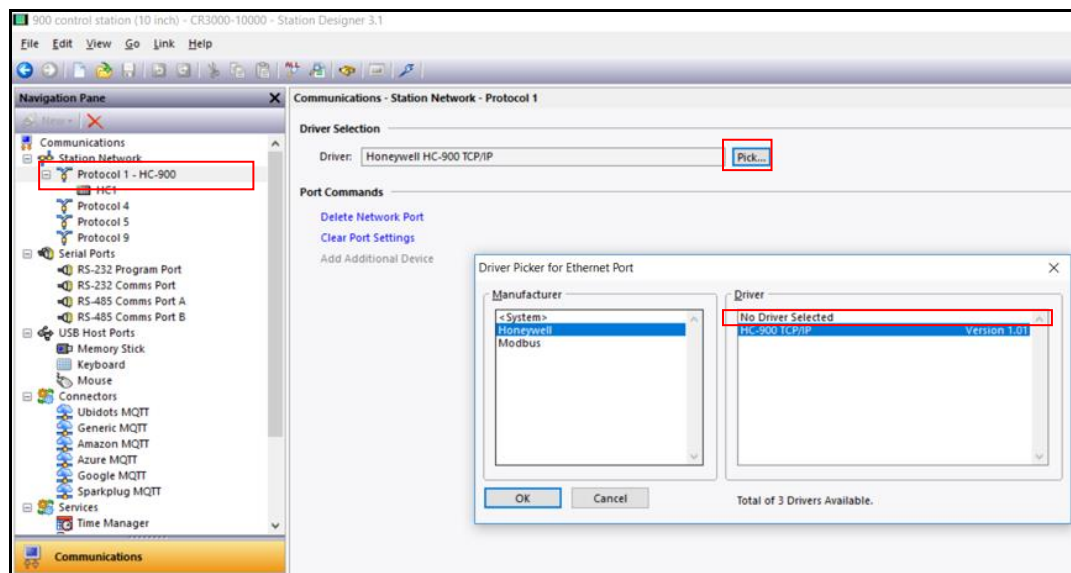 900 control station (10 inch) - CR3000-10000 - Station Designer 3.1
File Edit View Go Link Help
Navigation Pane
New
Communications
Station Network
Protocol 1 - HC-900
HC1
Protocol 4
Protocol 5
Protocol 9
Serial Ports
RS-232 Program Port
RS-232 Comms Port
RS-485 Comms Port A
RS-485 Comms Port B
USB Host Ports
Memory Stick
Keyboard
Mouse
Connectors
Ubidots MQTT
Generic MQTT
Amazon MQTT
Azure MQTT
Google MQTT
Sparkplug MQTT
Services
Time Manager
Communications
Communications - Station Network - Protocol 1
Driver Selection
Driver: Honeywell HC-900 TCP/IP Pick...
Port Commands
Delete Network Port
Clear Port Settings
Add Additional Device
Driver Picker for Ethernet Port
Manufacturer
<System>
Honeywell
Modbus
Driver
No Driver Selected
HC-900 TCP/IP Version 1.01
OK Cancel Total of 3 Drivers Available.